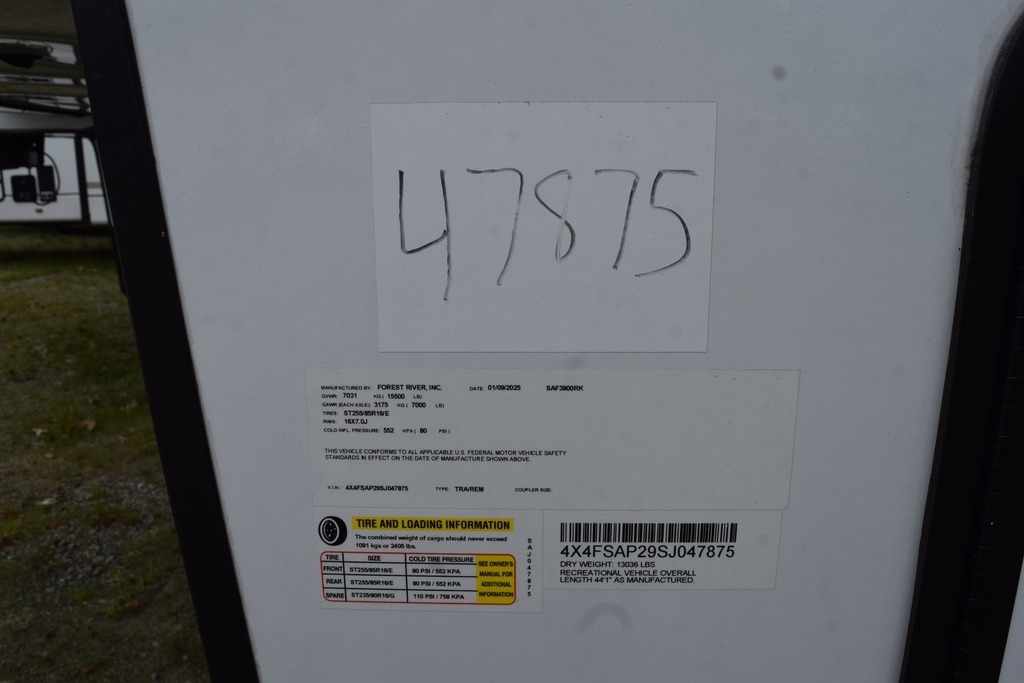 47875
MANUFACTURED BY: FOREST RIVER, INC. DATE: 01/09/2025 SAF3800RK
GVWR: 7031 KG ( 15500 LB)
GAWR (EACH AXLE): 3175 KG ( 7000 LB)
TIRES: ST255/85R16/E
RIMS: 16X7.0J
COLD INFL. PRESSURE: 552 KPA ( 80 PSI )
THIS VEHICLE CONFORMS TO ALL APPLICABLE U.S. FEDERAL MOTOR VEHICLE SAFETY
STANDARDS IN EFFECT ON THE DATE OF MANUFACTURE SHOWN ABOVE.
V.I.N.: 4X4FSAP29SJ047875 TYPE: TRA/REM COUPLER SIZE:
TIRE AND LOADING INFORMATION
The combined weight of cargo should never exceed
1091 kgs or 2405 lbs.
TIRE SIZE COLD TIRE PRESSURE SEE OWNER'S MANUAL FOR ADDITIONAL INFORMATION
FRONT ST255/85R16/E 80 PSI / 552 KPA
REAR ST255/85R16/E 80 PSI / 552 KPA
SPARE ST235/80R16/G 110 PSI / 758 KPA
SAJ047875
4X4FSAP29SJ047875
DRY WEIGHT: 13036 LBS
RECREATIONAL VEHICLE OVERALL
LENGTH 44'1" AS MANUFACTURED.